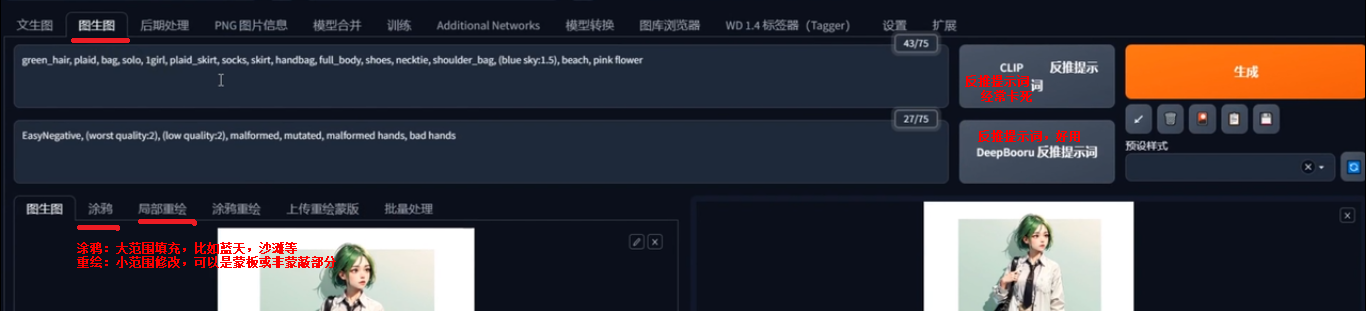 文生图 图生图 后期处理 PNG 图片信息 模型合并 训练 Additional Networks 模型转换 图库浏览器 WD 1.4 标签器（Tagger） 设置 扩展
43/75
green_hair, plaid, bag, solo, 1girl, plaid_skirt, socks, skirt, handbag, full_body, shoes, necktie, shoulder_bag, (blue sky:1.5), beach, pink flower
CLIP 反推提示词
生成
27/75
EasyNegative, (worst quality:2), (low quality:2), malformed, mutated, malformed hands, bad hands
反推提示词，
DeepBooru 反推提示词
预设样式
图生图 涂鸦 局部重绘 涂鸦重绘 上传重绘蒙版 批量处理
涂鸦：大范围填充，比如蓝天，沙滩等
重绘：小范围修改，可以是蒙板或非蒙蔽部分